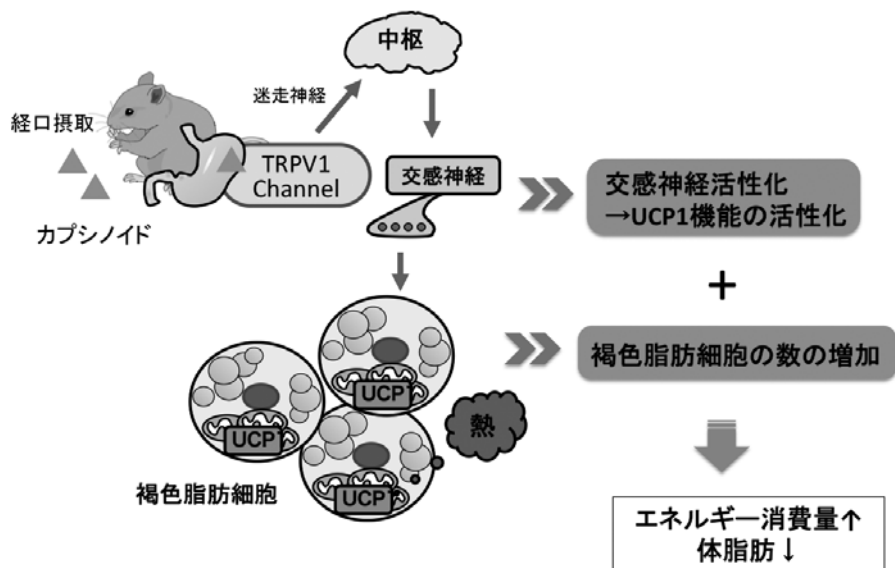 中枢
迷走神経
経口摂取
TRPV1
Channel
カプシノイド
交感神経
交感神経活性化
→UCP1機能の活性化
+
褐色脂肪細胞の数の増加
UCP1
UCP1
UCP1
熱
褐色脂肪細胞
エネルギー消費量↑
体脂肪↓